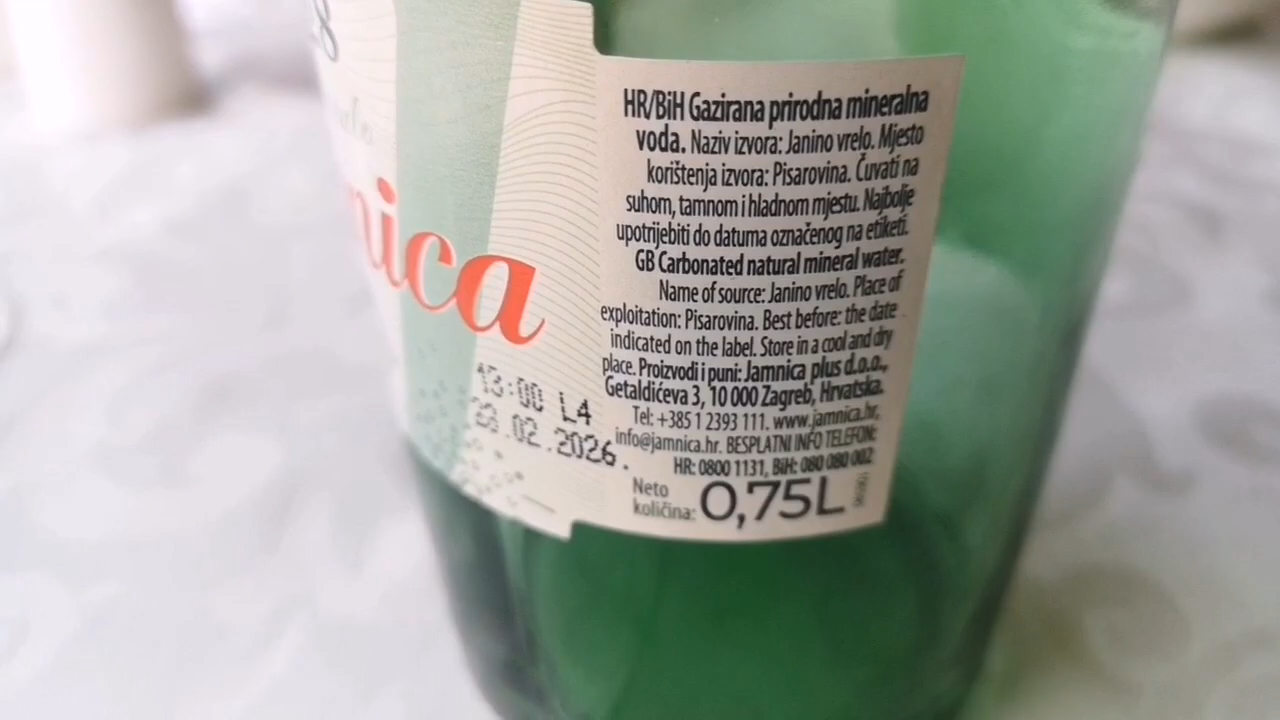 8
nica
13:00 L4
28.02.2026.
HR/BiH Gazirana prirodna mineralna
voda. Naziv izvora: Janino vrelo. Mjesto
korištenja izvora: Pisarovina. Čuvati na
suhom, tamnom i hladnom mjestu. Najbolje
upotrijebiti do datuma označenog na etiketi.
GB Carbonated natural mineral water.
Name of source: Janino vrelo. Place of
exploitation: Pisarovina. Best before: the date
indicated on the label. Store in a cool and dry
place. Proizvodi i puni: Jamnica plus d.o.o.,
Getaldićeva 3, 10 000 Zagreb, Hrvatska.
Tel: +385 1 2393 111. www.jamnica.hr,
info@jamnica.hr. BESPLATNI INFO TELEFON:
HR: 0800 1131, BiH: 080 080 002
Neto
količina: 0,75L